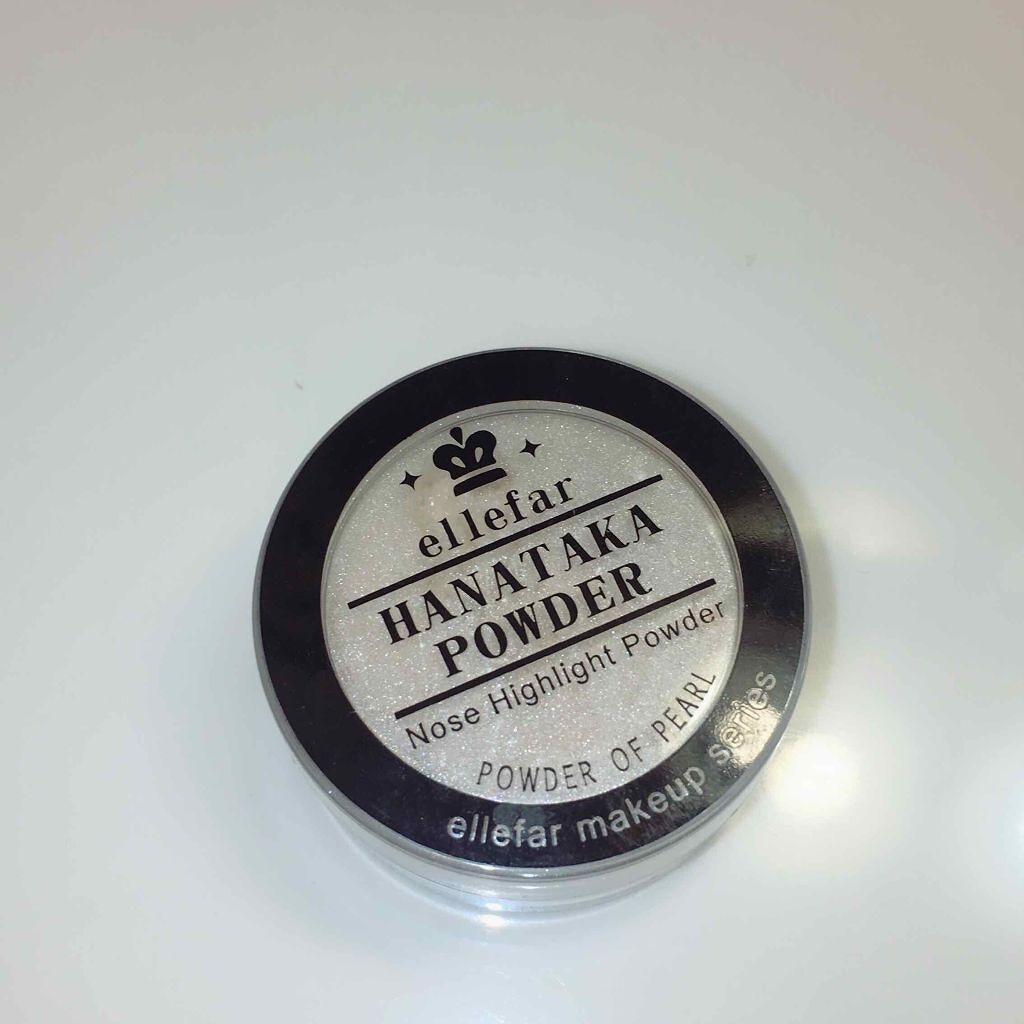 ellefar
HANATAKA
POWDER
Nose Highlight Powder
POWDER OF PEARL
ellefar makeup series